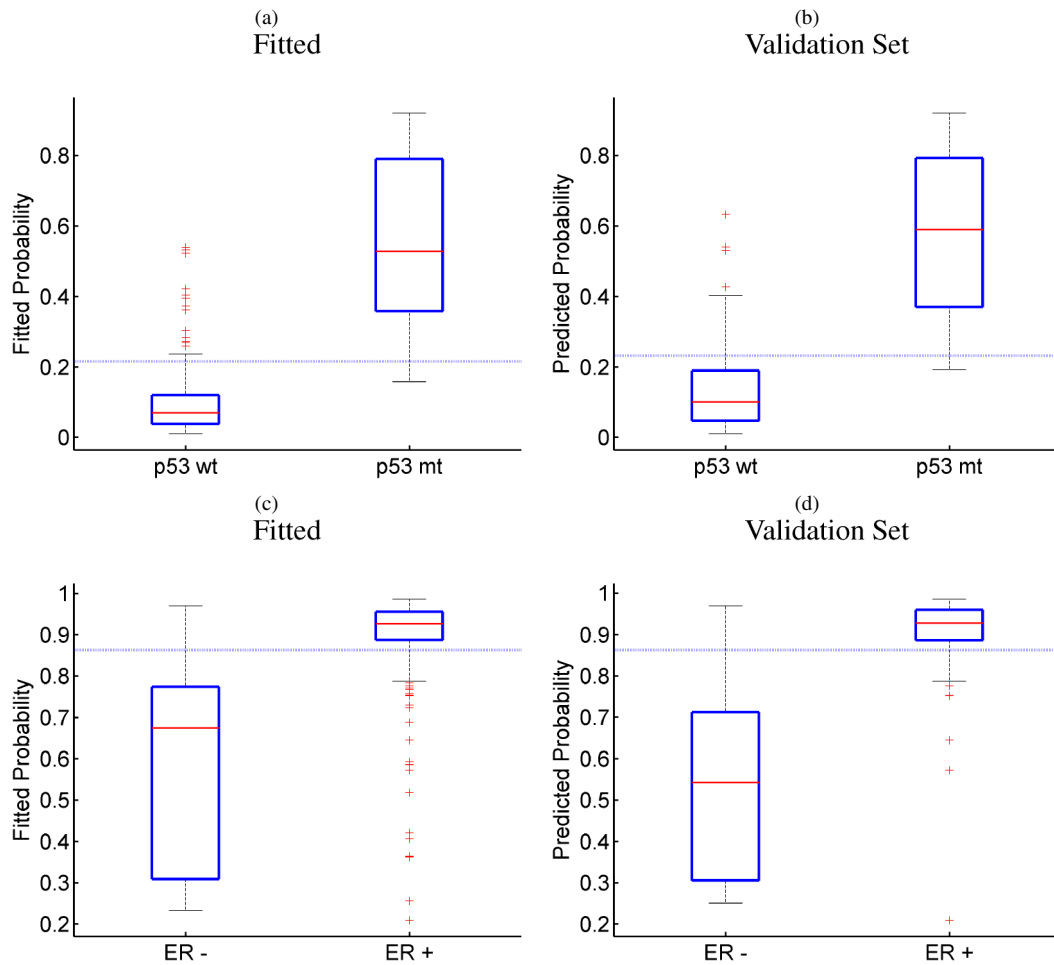 (a)
Fitted
Fitted Probability
0.8
0.6
0.4
0.2
0
p53 wt p53 mt
(b)
Validation Set
Predicted Probability
0.8
0.6
0.4
0.2
0
p53 wt p53 mt
(c)
Fitted
Fitted Probability
1
0.9
0.8
0.7
0.6
0.5
0.4
0.3
0.2
ER - ER +
(d)
Validation Set
Predicted Probability
1
0.9
0.8
0.7
0.6
0.5
0.4
0.3
0.2
ER - ER +